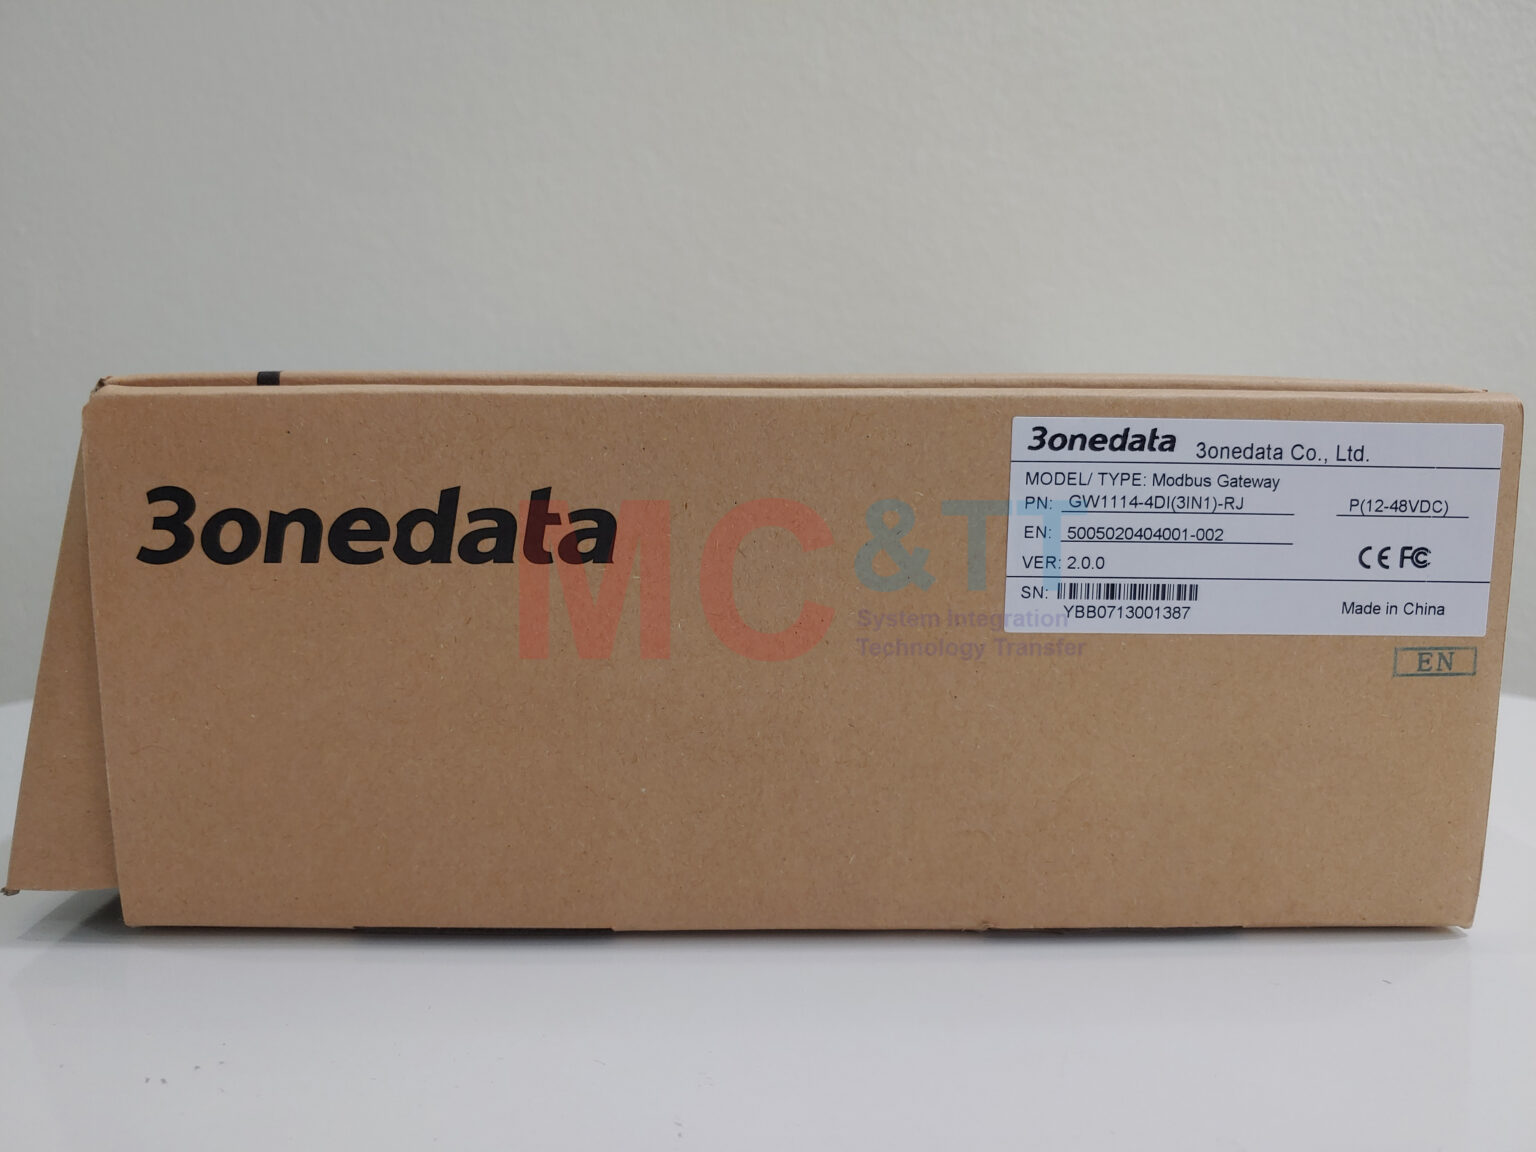 3onedata
3onedata 3onedata Co., Ltd.
MODEL/ TYPE: Modbus Gateway
PN: GW1114-4DI(3IN1)-RJ P(12-48VDC)
EN: 5005020404001-002
VER: 2.0.0 CE FC
SN:
YBB0713001387 Made in China
EN
MC&TT
System Integration
Technology Transfer